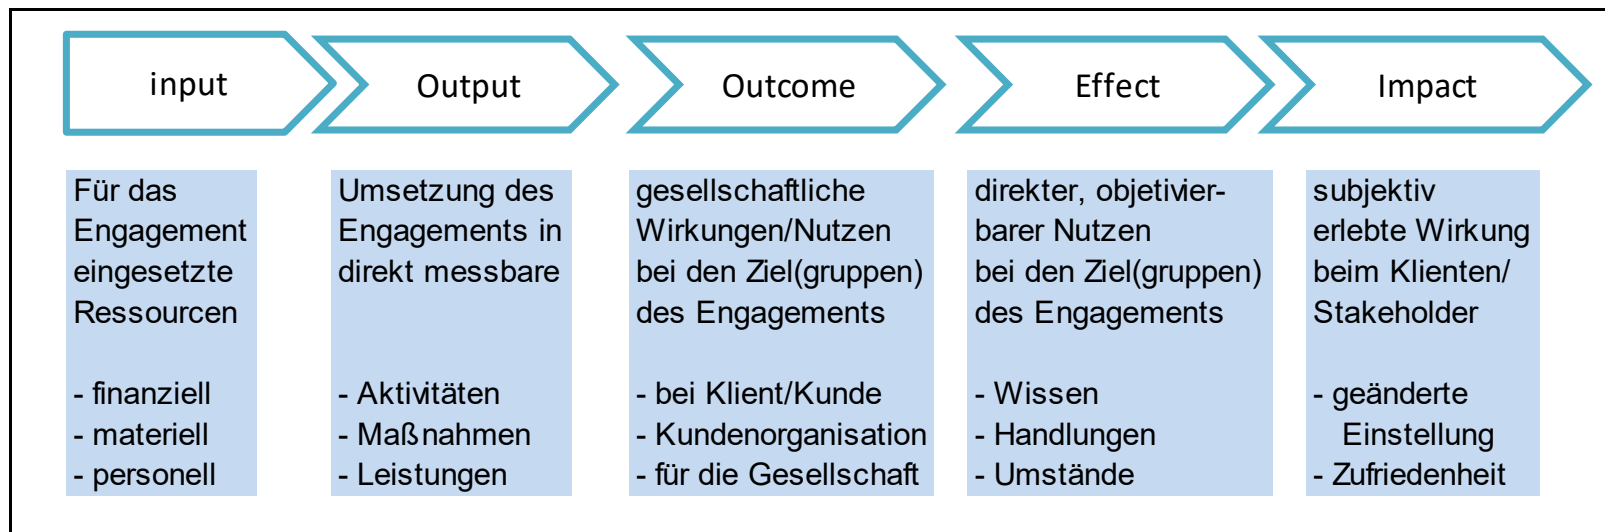 input
Output
Outcome
Effect
Impact
Für das
Engagement
eingesetzte
Ressourcen
- finanziell
- materiell
- personell
Umsetzung des
Engagements in
direkt messbare
- Aktivitäten
- Maßnahmen
- Leistungen
gesellschaftliche
Wirkungen/Nutzen
bei den Ziel(gruppen)
des Engagements
- bei Klient/Kunde
- Kundenorganisation
- für die Gesellschaft
direkter, objetivier-
barer Nutzen
bei den Ziel(gruppen)
des Engagements
- Wissen
- Handlungen
- Umstände
subjektiv
erlebte Wirkung
beim Klienten/
Stakeholder
- geänderte
Einstellung
- Zufriedenheit